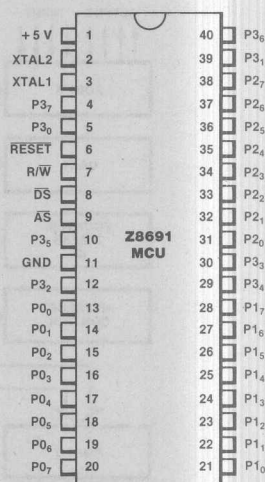 +5 V 1 40 P3₆
XTAL2 2 39 P3₁
XTAL1 3 38 P2₇
P3₇ 4 37 P2₆
P3₀ 5 36 P2₅
RESET 6 35 P2₄
R/W 7 34 P2₃
DS 8 33 P2₂
AS 9 32 P2₁
P3₅ 10 Z8691 31 P2₀
GND 11 MCU 30 P3₃
P3₂ 12 29 P3₄
P0₀ 13 28 P1₇
P0₁ 14 27 P1₆
P0₂ 15 26 P1₅
P0₃ 16 25 P1₄
P0₄ 17 24 P1₃
P0₅ 18 23 P1₂
P0₆ 19 22 P1₁
P0₇ 20 21 P1₀